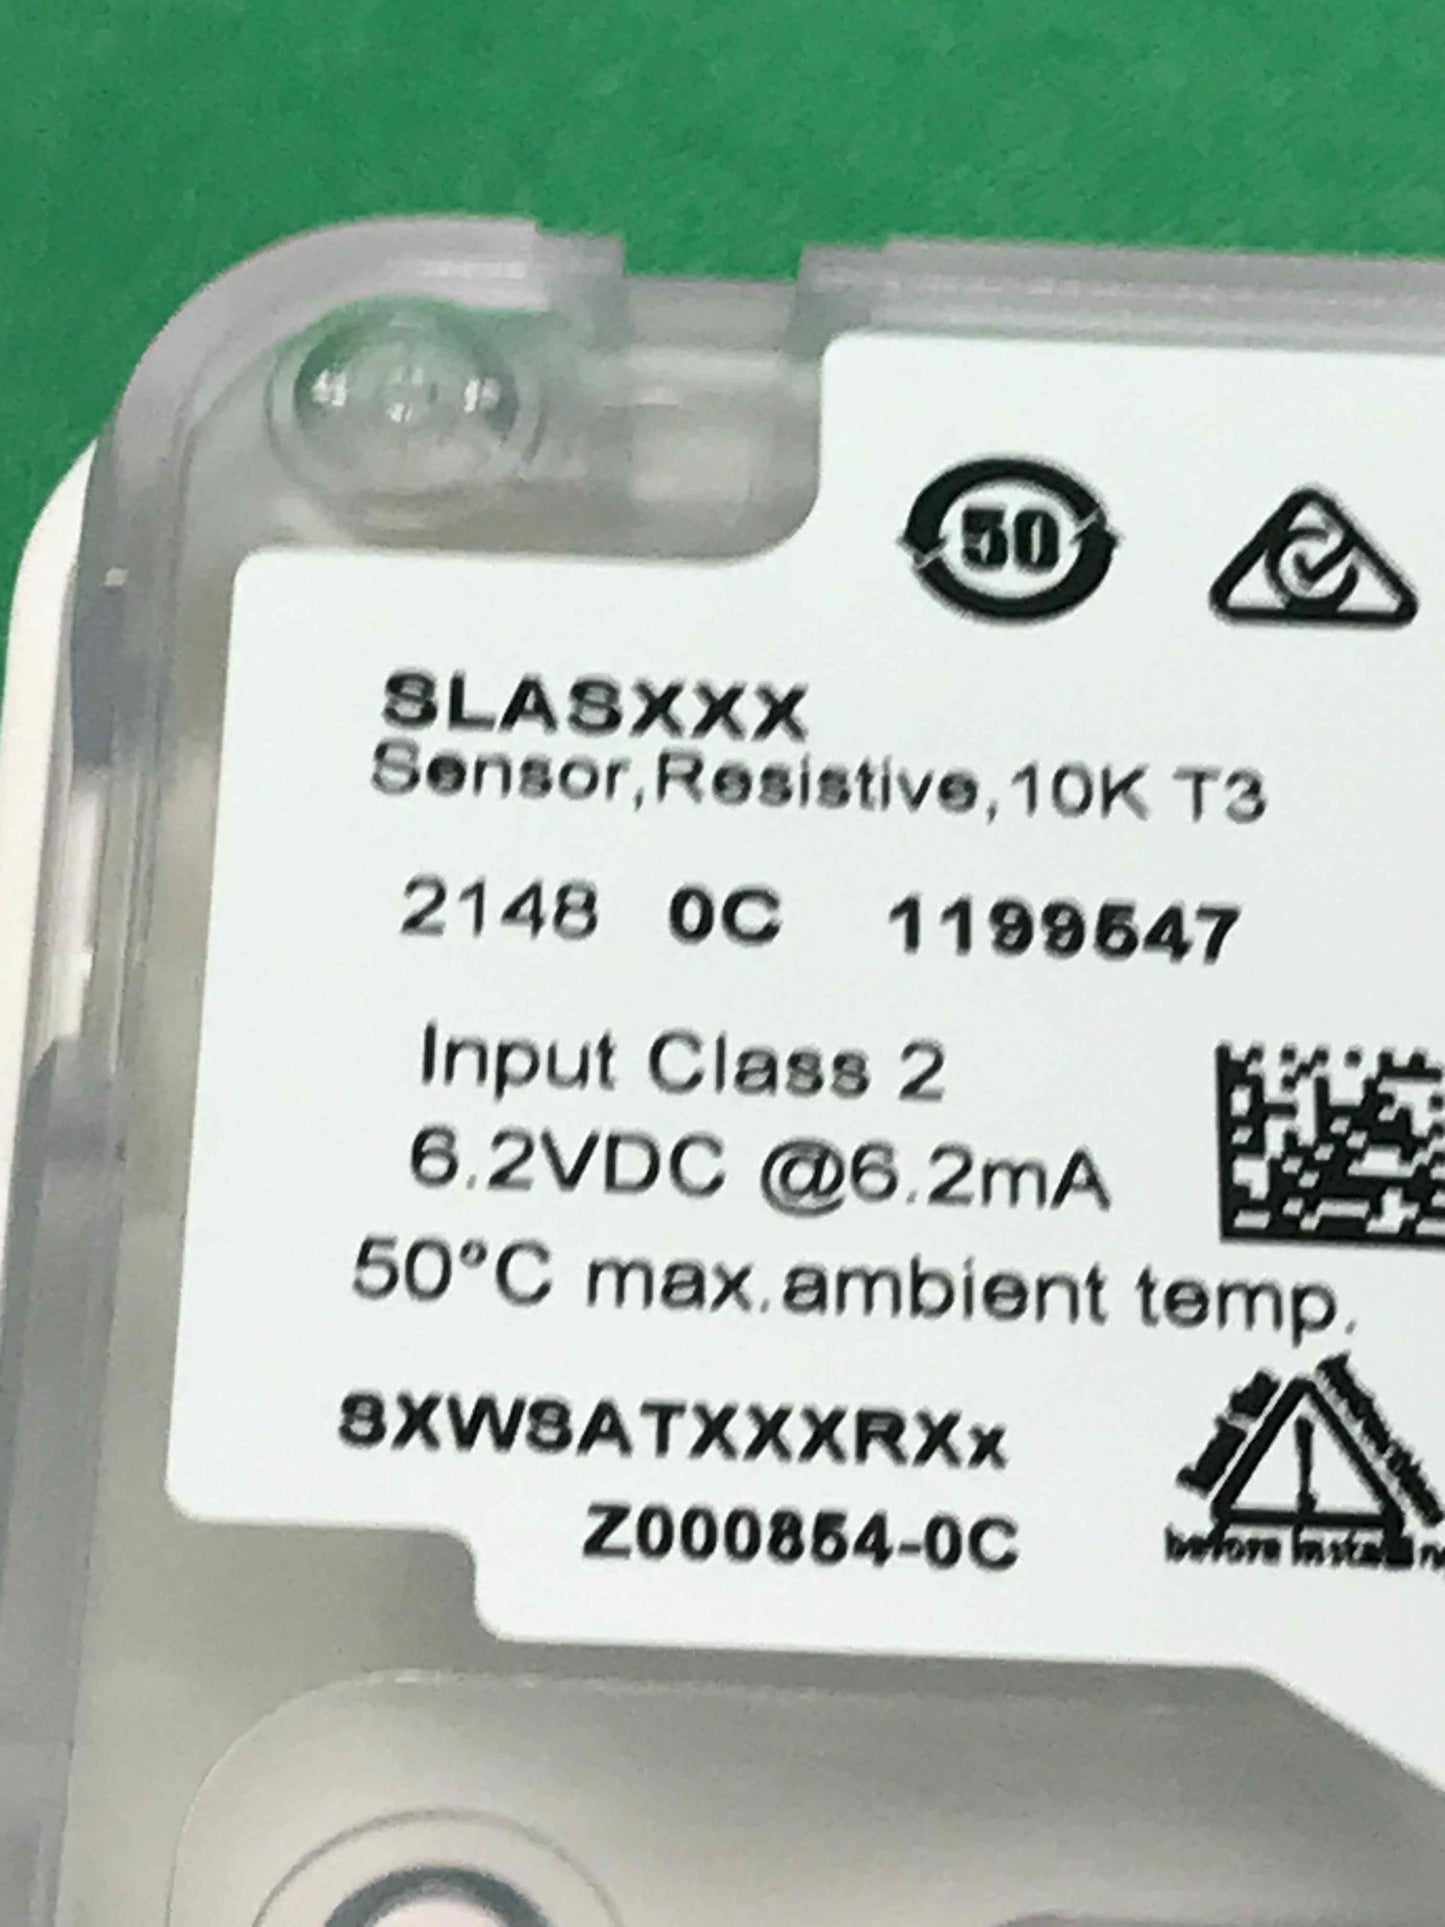 50
SLASXXX
Sensor,Resistive,10K T3
2148 0C 1199547
Input Class 2
6.2VDC @6.2mA
50°C max.ambient temp.
SXWSATXXXRXx
Z000854-0C
before